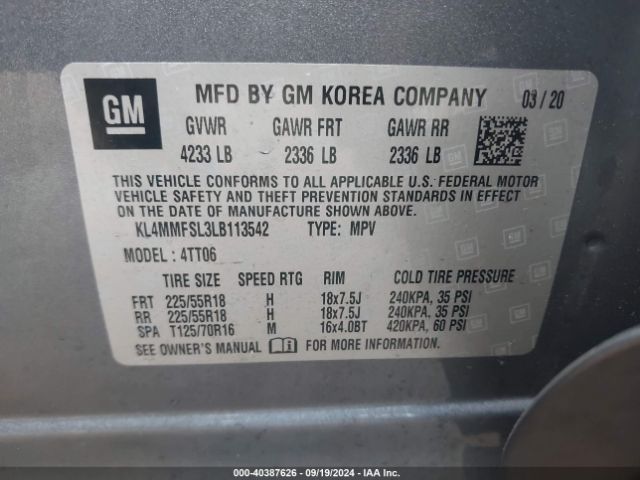 GM MFD BY GM KOREA COMPANY 03 / 20
GVWR GAWR FRT GAWR RR
4233 LB 2336 LB 2336 LB
THIS VEHICLE CONFORMS TO ALL APPLICABLE U.S. FEDERAL MOTOR
VEHICLE SAFETY AND THEFT PREVENTION STANDARDS IN EFFECT
ON THE DATE OF MANUFACTURE SHOWN ABOVE.
KL4MMFSL3LB113542 TYPE: MPV
MODEL : 4TT06
TIRE SIZE SPEED RTG RIM COLD TIRE PRESSURE
FRT 225/55R18 H 18x7.5J 240KPA, 35 PSI
RR 225/55R18 H 18x7.5J 240KPA, 35 PSI
SPA T125/70R16 M 16x4.0BT 420KPA, 60 PSI
SEE OWNER'S MANUAL FOR MORE INFORMATION.
000-40387626 - 09/19/2024 - IAA Inc.